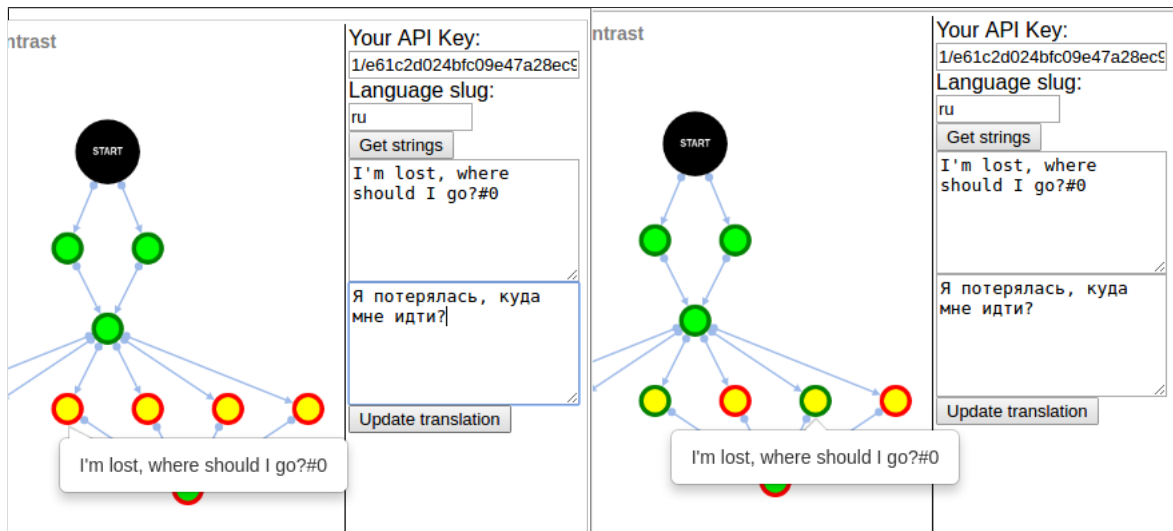 ntrast
START
I'm lost, where should I go?#0
Your API Key:
1/e61c2d024bfc09e47a28ec9
Language slug:
ru
Get strings
I'm lost, where
should I go?#0
Я потерялась, куда
мне идти?
Update translation
ntrast
START
I'm lost, where should I go?#0
Your API Key:
1/e61c2d024bfc09e47a28ec9
Language slug:
ru
Get strings
I'm lost, where
should I go?#0
Я потерялась, куда
мне идти?
Update translation